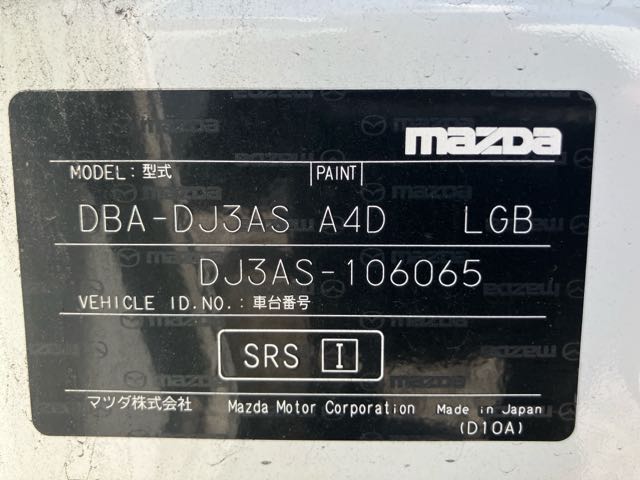 mazda
MODEL: 型式 PAINT
DBA-DJ3AS A4D LGB
DJ3AS-106065
VEHICLE ID.NO.: 車台番号
SRS I
マツダ株式会社 Mazda Motor Corporation Made in Japan
(D10A)